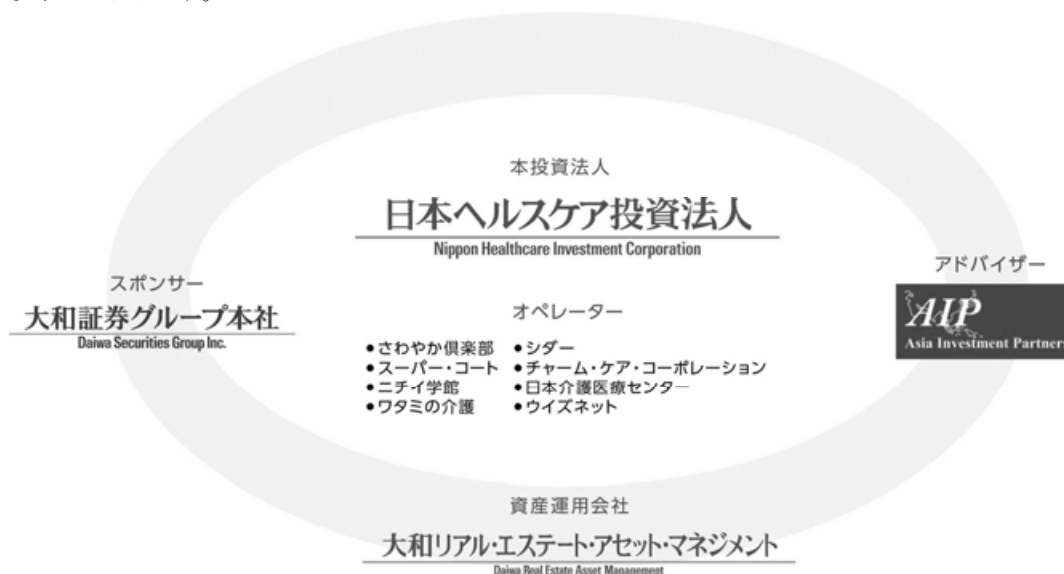 本投資法人
日本ヘルスケア投資法人
Nippon Healthcare Investment Corporation
スポンサー
大和証券グループ本社
Daiwa Securities Group Inc.
アドバイザー
AIP
Asia Investment Partners
オペレーター
●さわやか倶楽部 ●シダー
●スーパー・コート ●チャーム・ケア・コーポレーション
●ニチイ学館 ●日本介護医療センター
●ワタミの介護 ●ウイズネット
資産運用会社
大和リアル・エステート・アセット・マネジメント
Daiwa Real Estate Asset Management